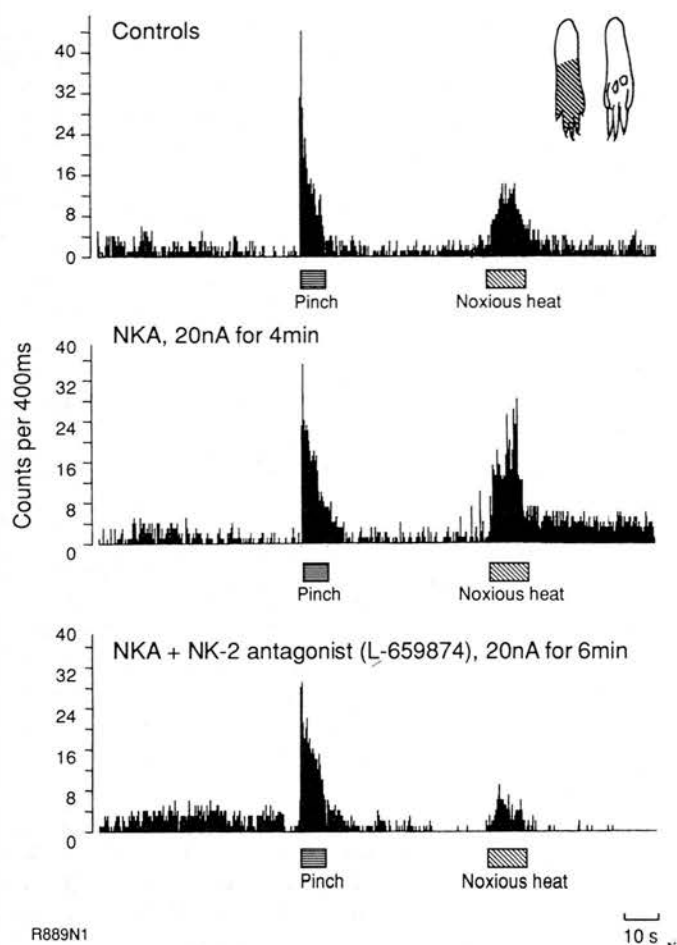 Controls
40
32
24
16
8
0
Pinch
Noxious heat
NKA, 20nA for 4min
40
32
24
16
8
0
Pinch
Noxious heat
Counts per 400ms
NKA + NK-2 antagonist (L-659874), 20nA for 6min
40
32
24
16
8
0
Pinch
Noxious heat
R889N1
10 s